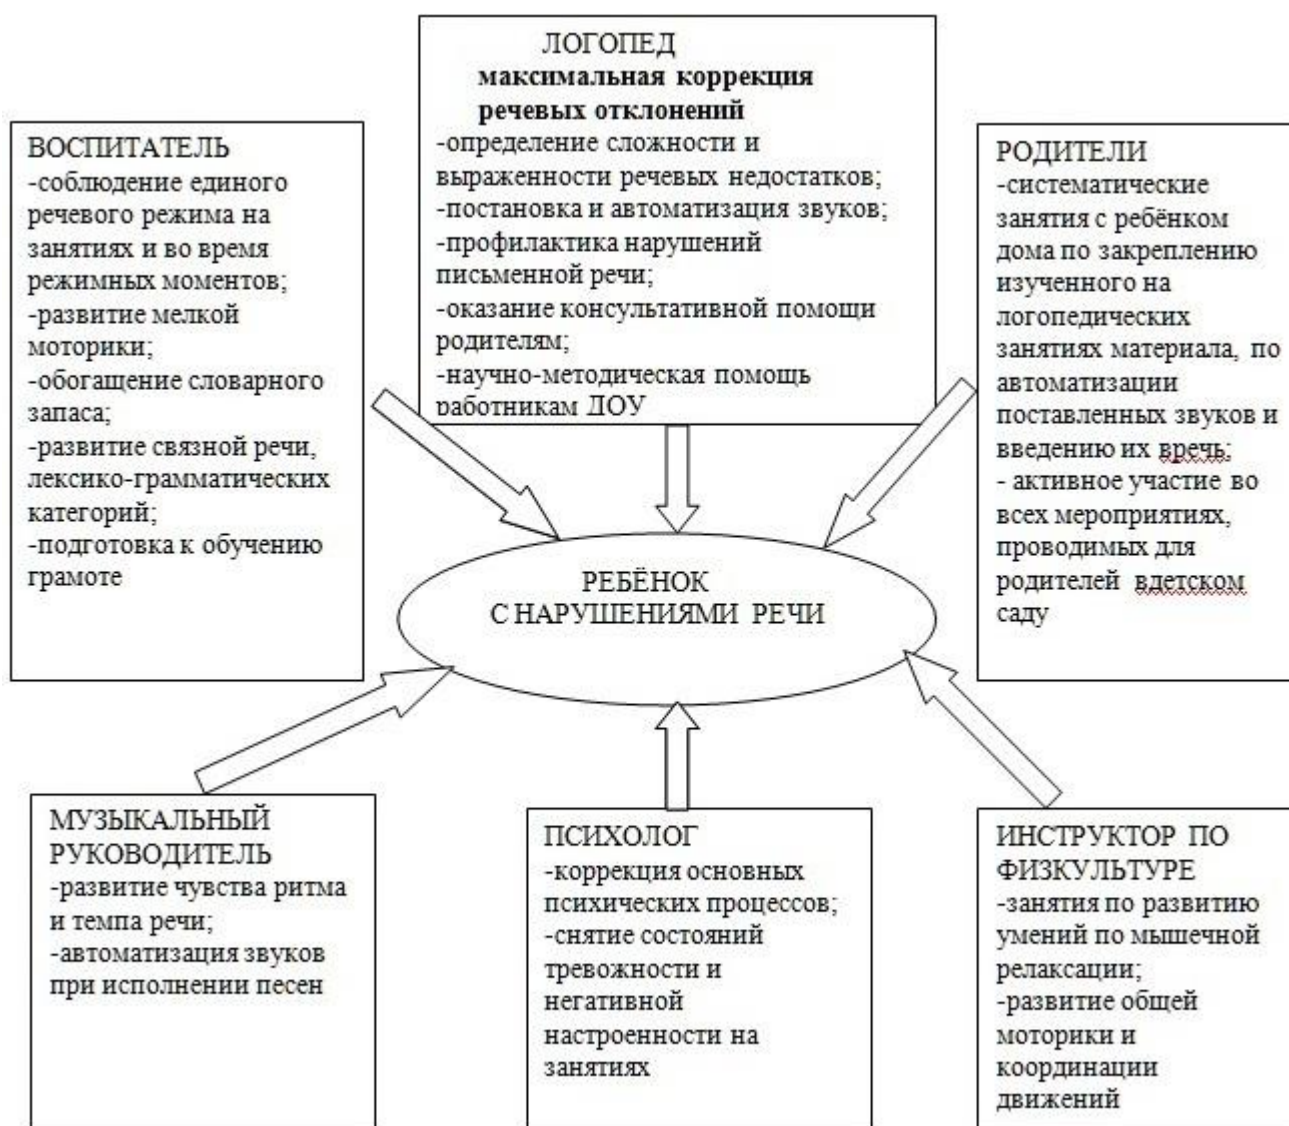 ЛОГОПЕД
максимальная коррекция
речевых отклонений
-определение сложности и
выраженности речевых недостатков;
-постановка и автоматизация звуков;
-профилактика нарушений
письменной речи;
-оказание консультативной помощи
родителям;
-научно-методическая помощь
работникам ДОУ
ВОСПИТАТЕЛЬ
-соблюдение единого
речевого режима на
занятиях и во время
режимных моментов;
-развитие мелкой
моторики;
-обогащение словарного
запаса;
-развитие связной речи,
лексико-грамматических
категорий;
-подготовка к обучению
грамоте
РОДИТЕЛИ
-систематические
занятия с ребёнком
дома по закреплению
изученного на
логопедических
занятиях материала, по
автоматизации
поставленных звуков и
введению их вречь;
- активное участие во
всех мероприятиях,
проводимых для
родителей вдетском
саду
РЕБЁНОК
С НАРУШЕНИЯМИ РЕЧИ
МУЗЫКАЛЬНЫЙ
РУКОВОДИТЕЛЬ
-развитие чувства ритма
и темпа речи;
-автоматизация звуков
при исполнении песен
ПСИХОЛОГ
-коррекция основных
психических процессов;
-снятие состояний
тревожности и
негативной
настроенности на
занятиях
ИНСТРУКТОР ПО
ФИЗКУЛЬТУРЕ
-занятия по развитию
умений по мышечной
релаксации;
-развитие общей
моторики и
координации
движений